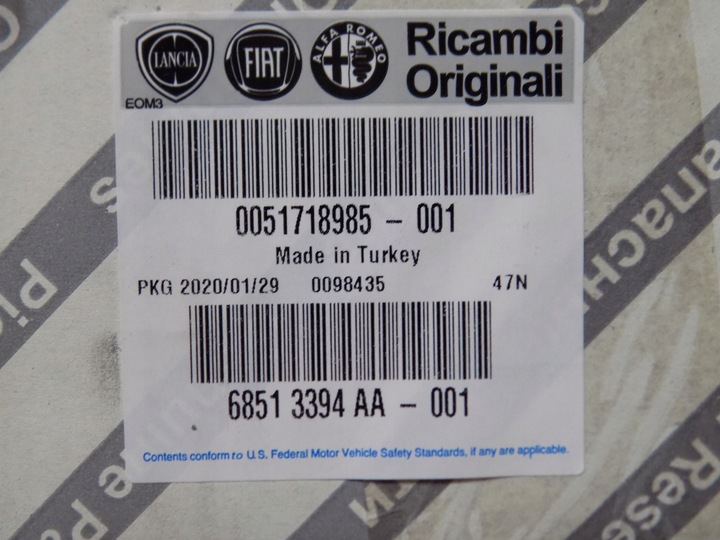 LANCIA
FIAT
ALFA ROMEO
Ricambi
Originali
EOM3
0051718985 - 001
Made in Turkey
PKG 2020/01/29 0098435 47N
6851 3394 AA - 001
Contents conform to U.S. Federal Motor Vehicle Safety Standards, if any are applicable.